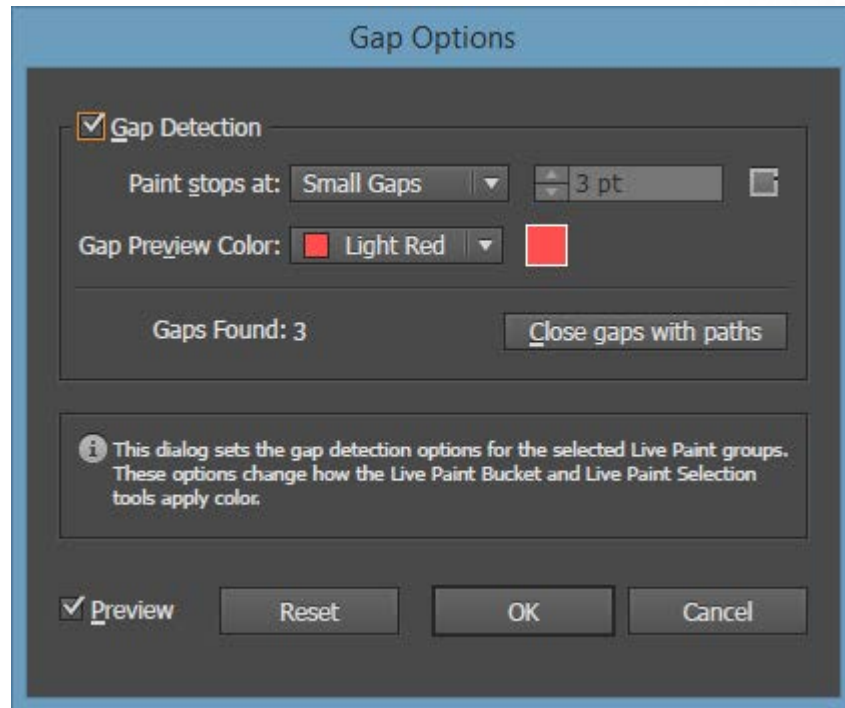 Gap Options
Gap Detection
Paint stops at: Small Gaps 3 pt
Gap Preview Color: Light Red
Gaps Found: 3 Close gaps with paths
This dialog sets the gap detection options for the selected Live Paint groups.
These options change how the Live Paint Bucket and Live Paint Selection
tools apply color.
Preview Reset OK Cancel